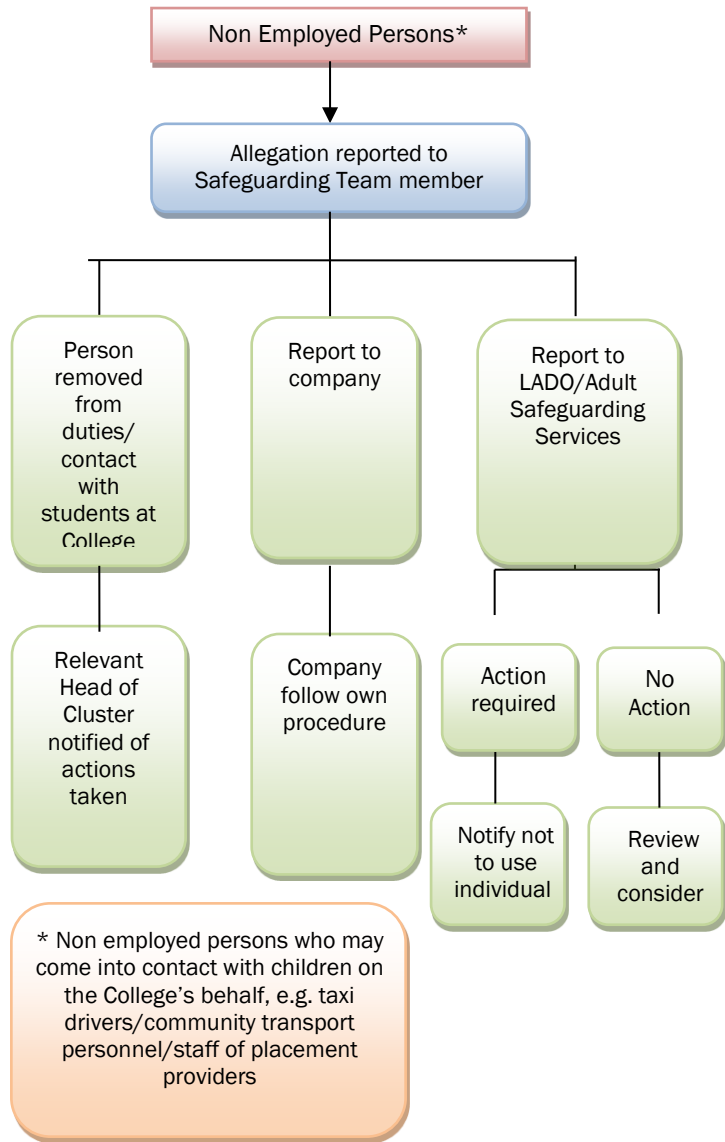 Non Employed Persons*
Allegation reported to
Safeguarding Team member
Person
removed
from
duties/
contact
with
students at
College
Report to
company
Report to
LADO/Adult
Safeguarding
Services
Relevant
Head of
Cluster
notified of
actions
taken
Company
follow own
procedure
Action
required
No
Action
Notify not
to use
individual
Review
and
consider
* Non employed persons who may
come into contact with children on
the College’s behalf, e.g. taxi
drivers/community transport
personnel/staff of placement
providers